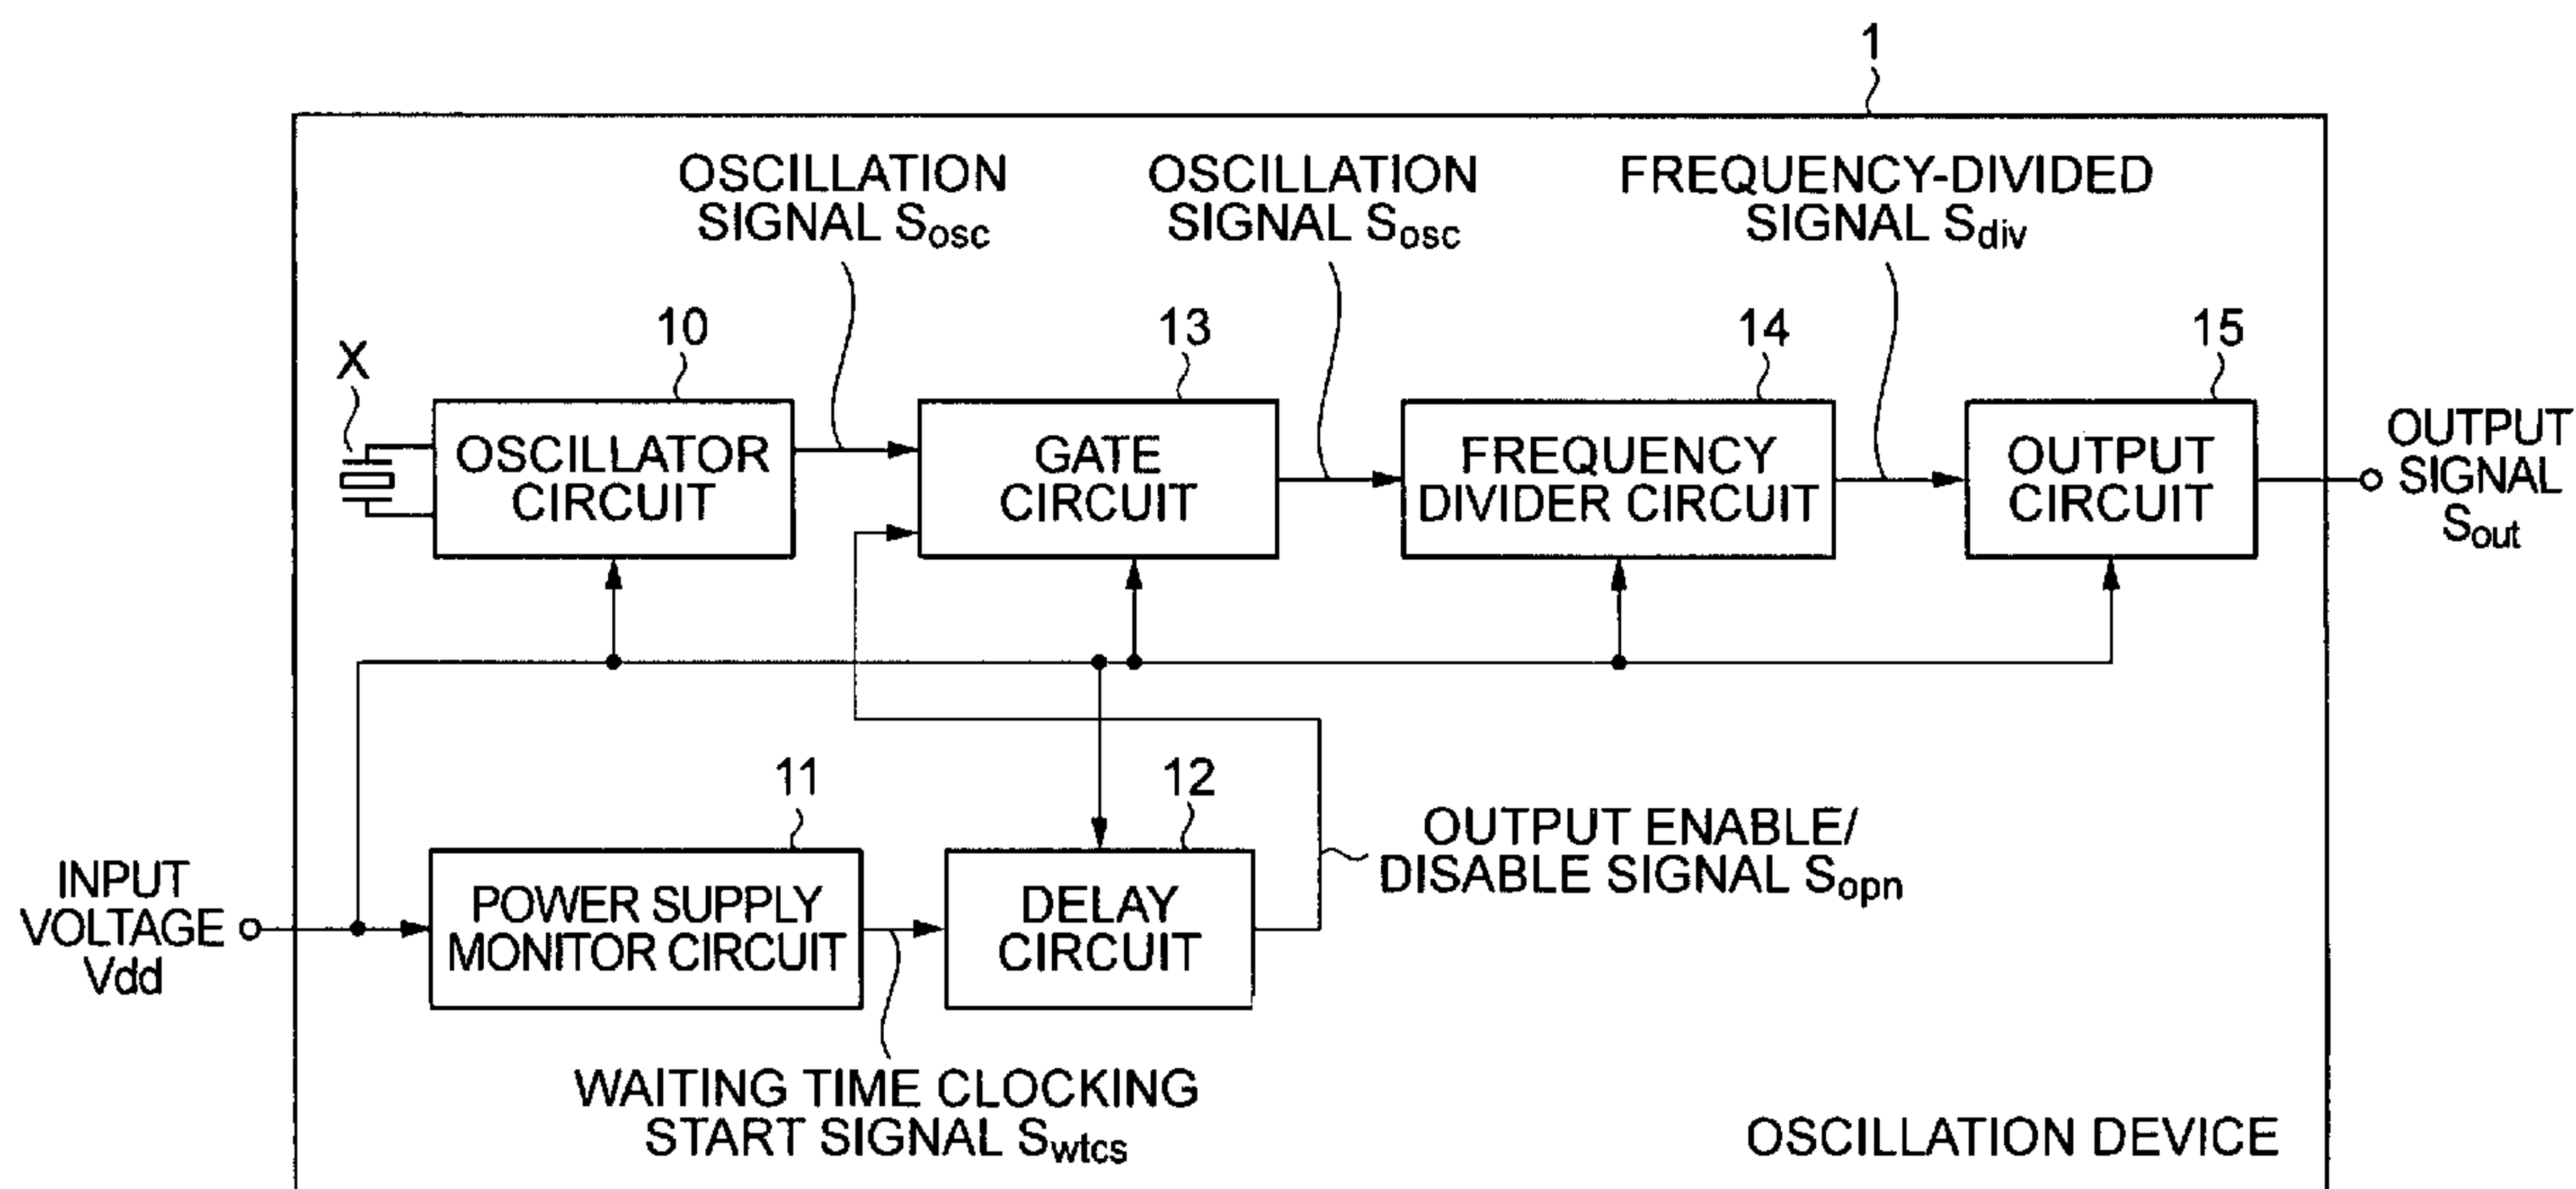 1
OSCILLATION
SIGNAL Sosc
OSCILLATION
SIGNAL Sosc
FREQUENCY-DIVIDED
SIGNAL Sdiv
X
10
13
14
15
OSCILLATOR
CIRCUIT
GATE
CIRCUIT
FREQUENCY
DIVIDER CIRCUIT
OUTPUT
CIRCUIT
OUTPUT
SIGNAL
Sout
11
12
INPUT
VOLTAGE
Vdd
POWER SUPPLY
MONITOR CIRCUIT
DELAY
CIRCUIT
OUTPUT ENABLE/
DISABLE SIGNAL Sopn
WAITING TIME CLOCKING
START SIGNAL Swtcs
OSCILLATION DEVICE